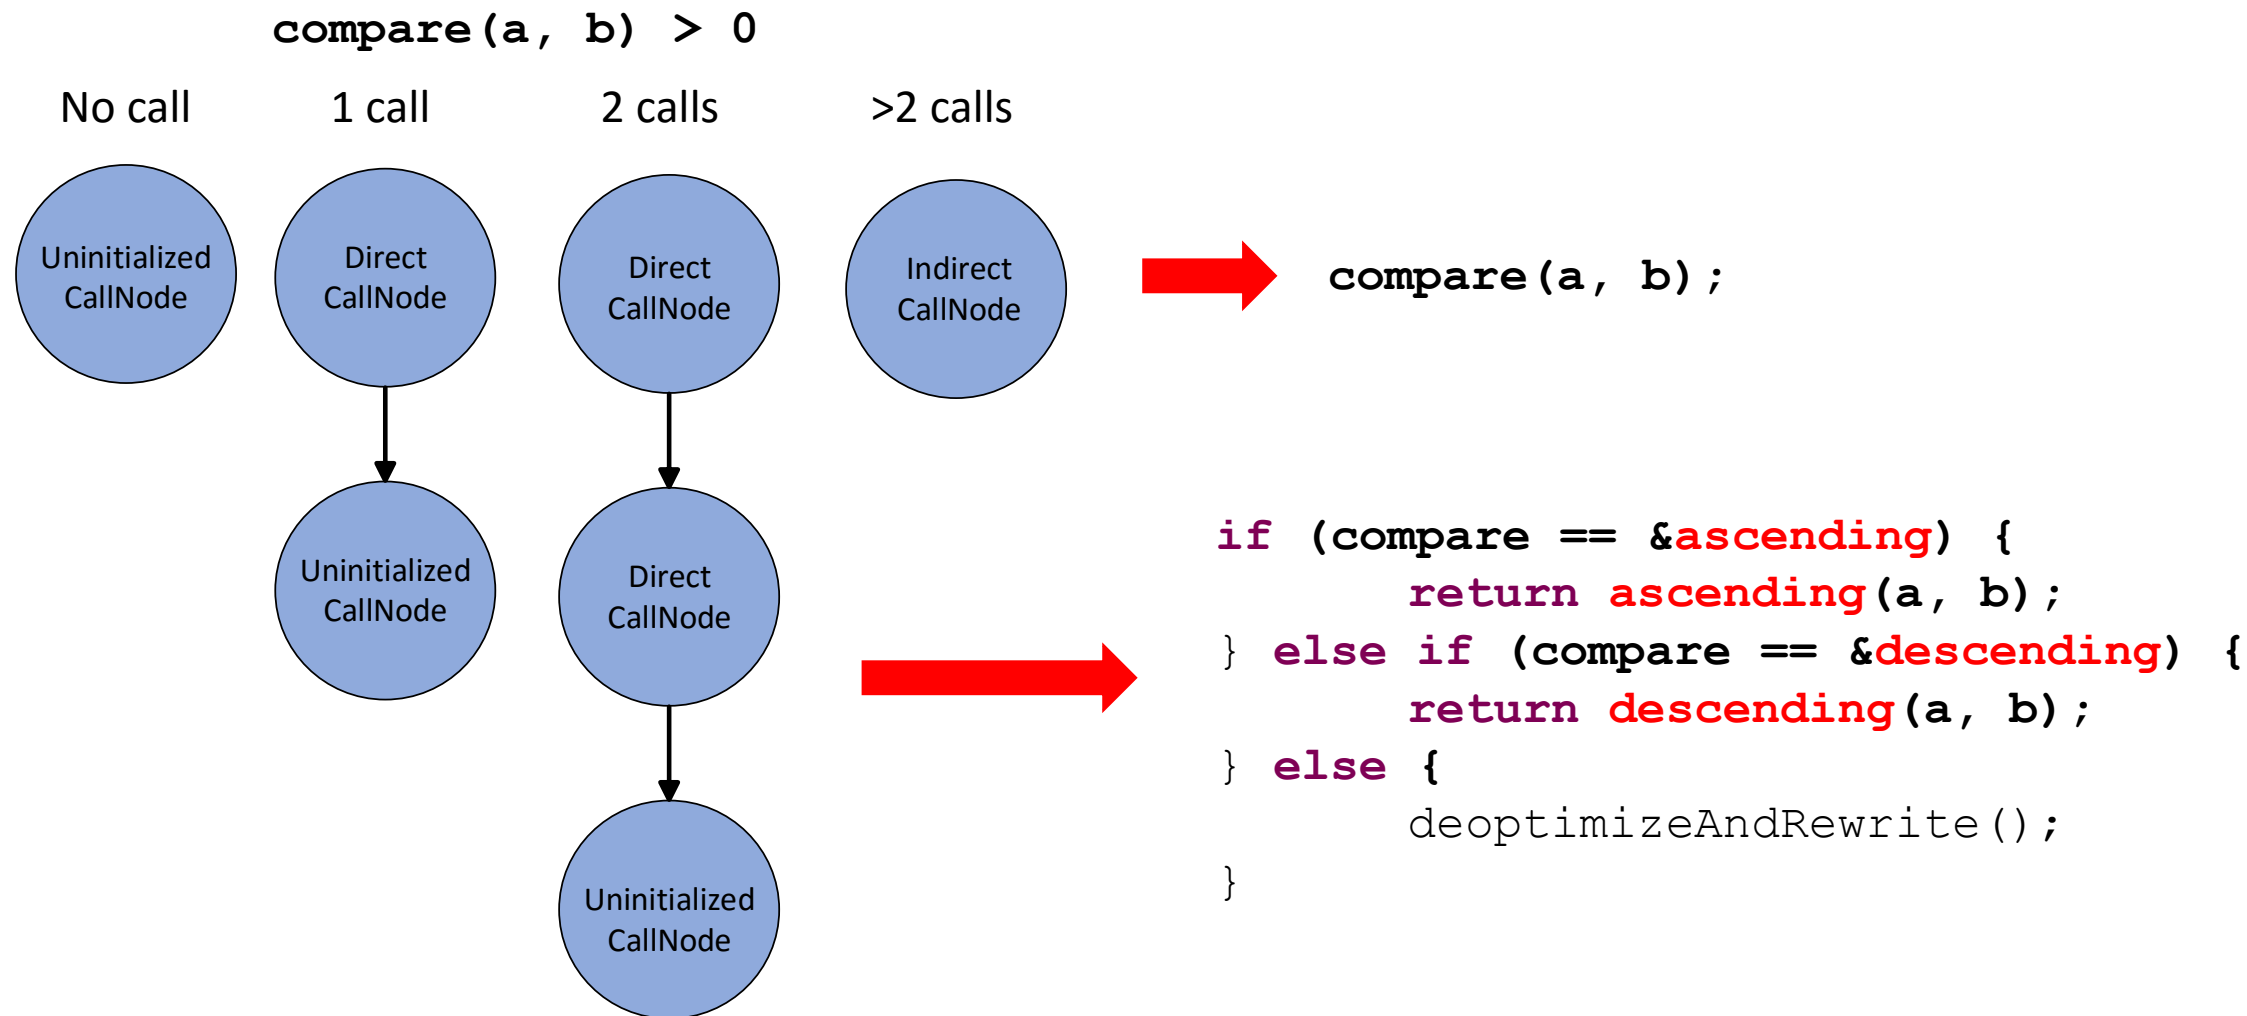 compare(a, b) > 0
No call
1 call
2 calls
>2 calls
Uninitialized
CallNode
Direct
CallNode
Direct
CallNode
Indirect
CallNode
compare(a, b);
Uninitialized
CallNode
Direct
CallNode
Uninitialized
CallNode
if (compare == &ascending) {
return ascending(a, b);
} else if (compare == &descending) {
return descending(a, b);
} else {
deoptimizeAndRewrite();
}